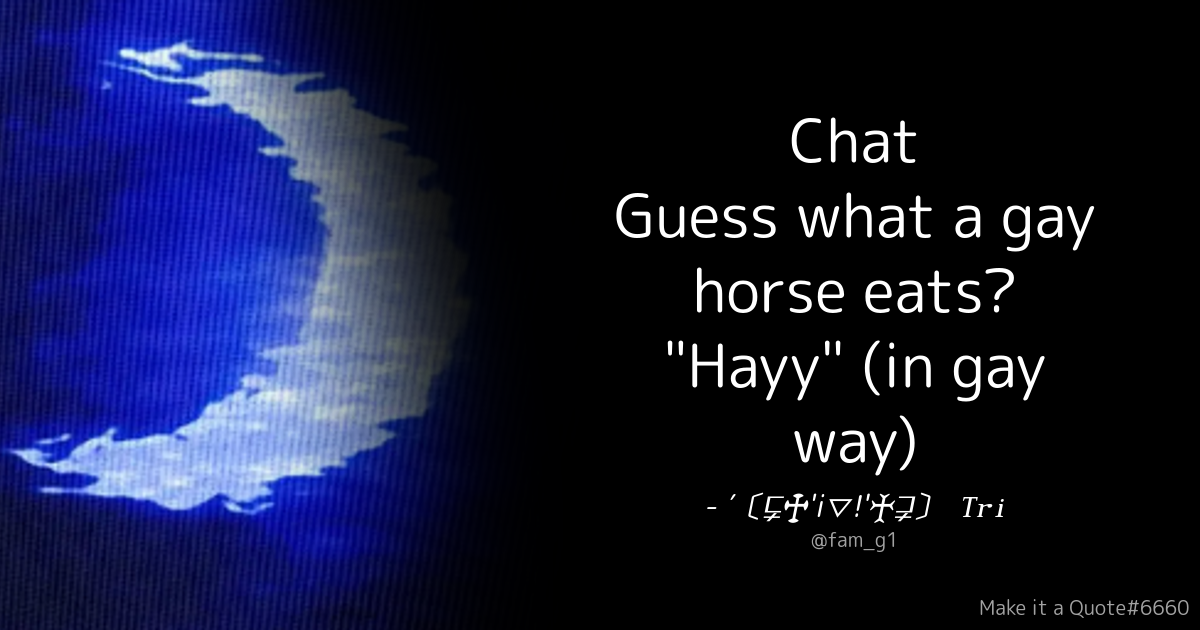 Chat
Guess what a gay
horse eats?
"Hayy" (in gay
way)
Tri
@fam_g1
Make it a Quote#6660